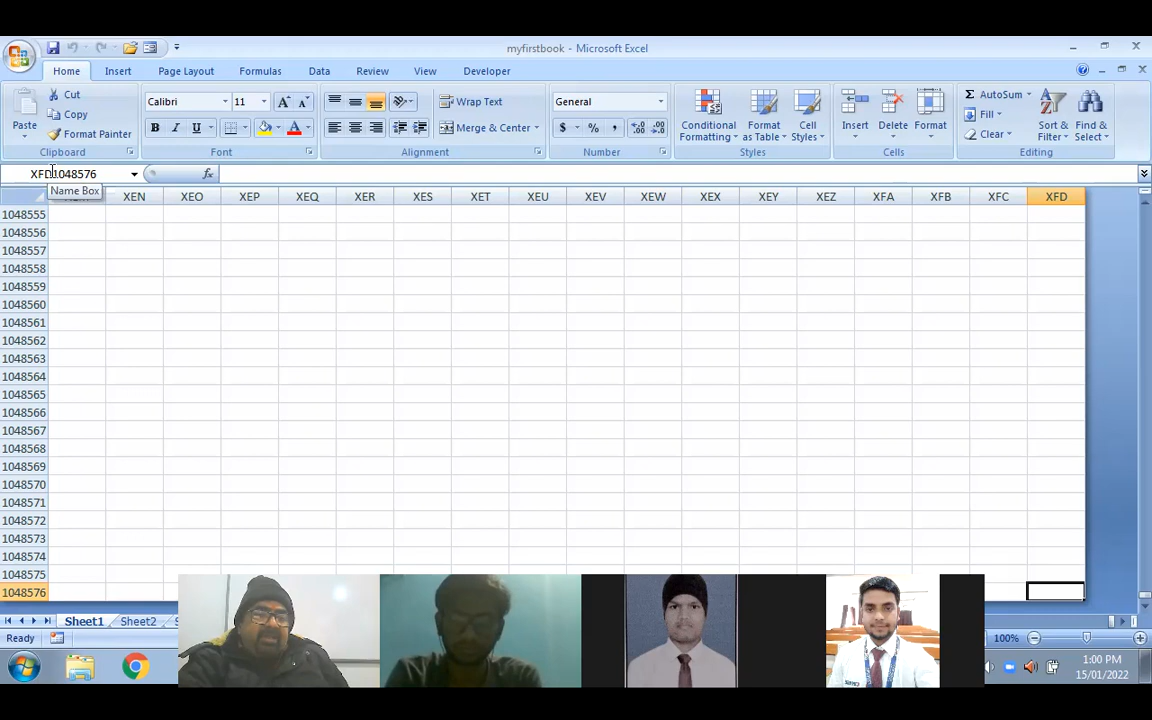 myfirstbook - Microsoft Excel
Home Insert Page Layout Formulas Data Review View Developer
Paste
Cut
Copy
Format Painter
Clipboard
Calibri 11
B I U
Font
Wrap Text
Merge & Center
Alignment
General
$ % ,
Number
Conditional Formatting
Format as Table
Cell Styles
Styles
Insert Delete Format
Cells
Σ AutoSum
Fill
Clear
Sort & Filter
Find & Select
Editing
XFD1048576
fx
Name Box
XEN XEO XEP XEQ XER XES XET XEU XEV XEW XEX XEY XEZ XFA XFB XFC XFD
1048555
1048556
1048557
1048558
1048559
1048560
1048561
1048562
1048563
1048564
1048565
1048566
1048567
1048568
1048569
1048570
1048571
1048572
1048573
1048574
1048575
1048576
Sheet1 Sheet2 S
Ready
100%
1:00 PM
15/01/2022